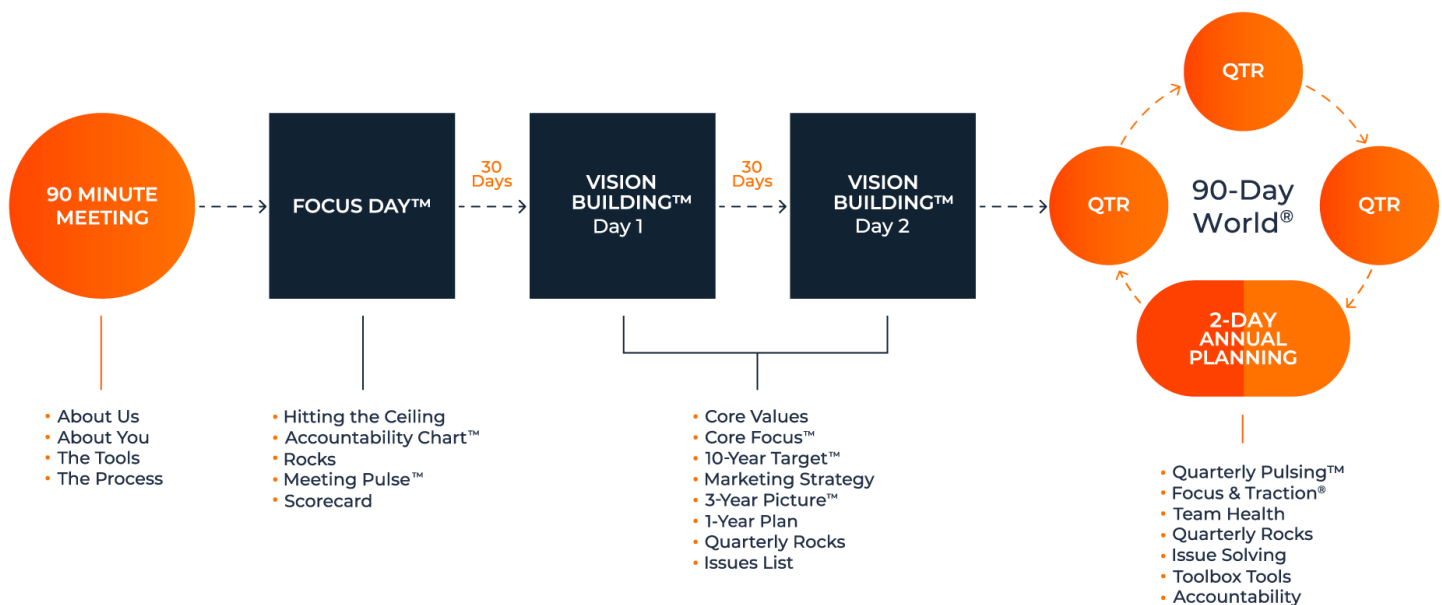 90 MINUTE
MEETING
FOCUS DAY™
30
Days
VISION
BUILDING™
Day 1
30
Days
VISION
BUILDING™
Day 2
QTR
QTR
QTR
90-Day
World®
2-DAY
ANNUAL
PLANNING
• About Us
• About You
• The Tools
• The Process
• Hitting the Ceiling
• Accountability Chart™
• Rocks
• Meeting Pulse™
• Scorecard
• Core Values
• Core Focus™
• 10-Year Target™
• Marketing Strategy
• 3-Year Picture™
• 1-Year Plan
• Quarterly Rocks
• Issues List
• Quarterly Pulsing™
• Focus & Traction®
• Team Health
• Quarterly Rocks
• Issue Solving
• Toolbox Tools
• Accountability